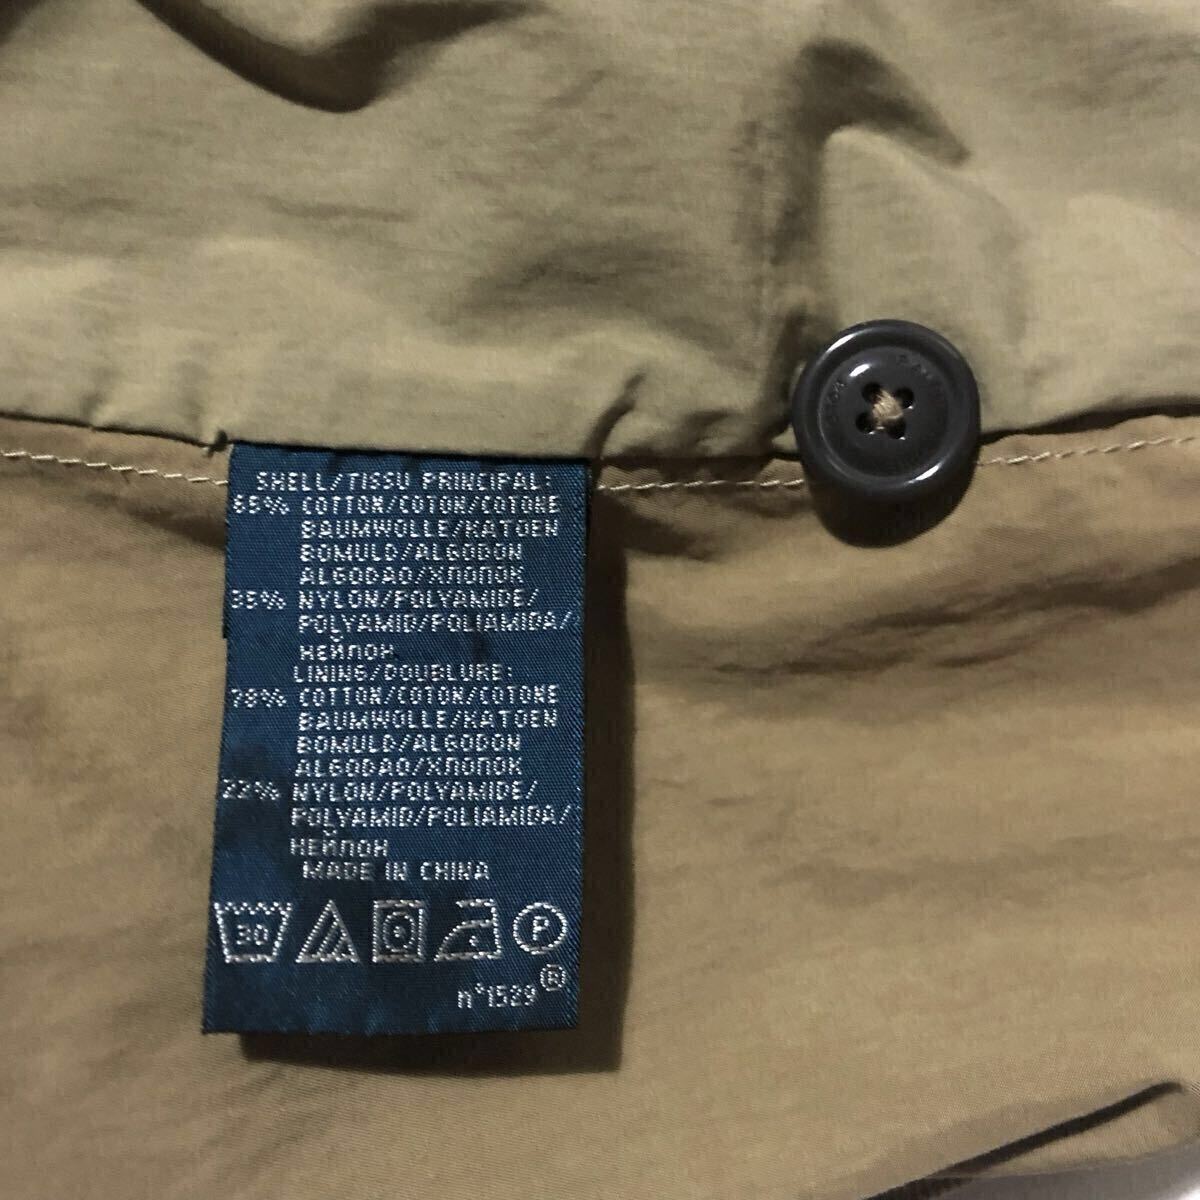 SHELL/TISSU PRINCIPAL:
65% COTTON/COTON/COTONE
BAUMWOLLE/KATOEN
BOMULD/ALGODON
ALGODAO/ХЛОПОК
35% NYLON/POLYAMIDE/
POLYAMID/POLIAMIDA/
НЕЙЛОН
LINING/DOUBLURE:
78% COTTON/COTON/COTONE
BAUMWOLLE/KATOEN
BOMULD/ALGODON
ALGODAO/ХЛОПОК
22% NYLON/POLYAMIDE/
POLYAMID/POLIAMIDA/
НЕЙЛОН
MADE IN CHINA
30 P
n°1529 ®